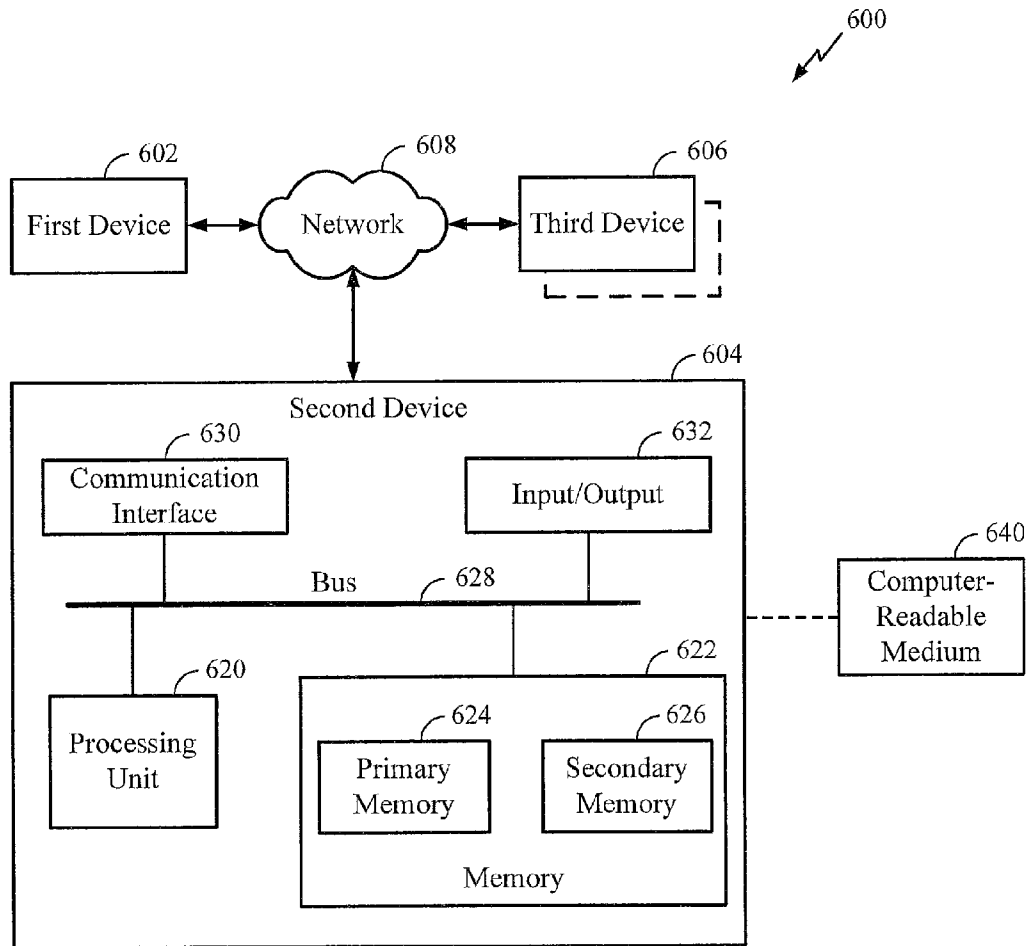 600
602
608
606
First Device
Network
Third Device
604
Second Device
630
632
Communication
Interface
Input/Output
640
Computer-
Readable
Medium
Bus
628
620
622
Processing
Unit
624
626
Primary
Memory
Secondary
Memory
Memory